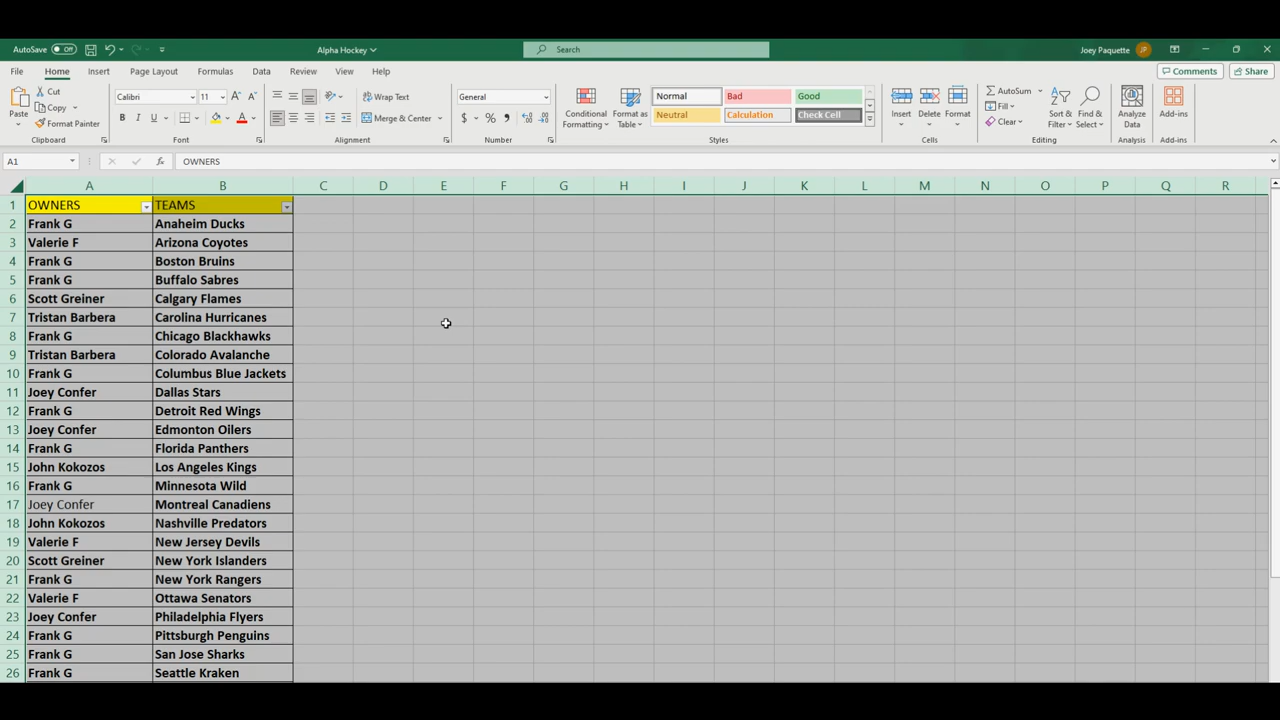 AutoSave Off Alpha Hockey Search Joey Paquette JP
File Home Insert Page Layout Formulas Data Review View Help Comments Share
Paste Cut Copy Format Painter Clipboard
Calibri 11 B I U A A A Font
Wrap Text Merge & Center Alignment
General $ % Number
Conditional Formatting Format as Table Normal Bad Good Neutral Calculation Check Cell Styles
Insert Delete Format Cells
AutoSum Fill Clear Sort & Filter Find & Select Editing
Analyze Data Analysis Add-ins Add-ins
A1 fx OWNERS
A B C D E F G H I J K L M N O P Q R
1 OWNERS TEAMS
2 Frank G Anaheim Ducks
3 Valerie F Arizona Coyotes
4 Frank G Boston Bruins
5 Frank G Buffalo Sabres
6 Scott Greiner Calgary Flames
7 Tristan Barbera Carolina Hurricanes
8 Frank G Chicago Blackhawks
9 Tristan Barbera Colorado Avalanche
10 Frank G Columbus Blue Jackets
11 Joey Confer Dallas Stars
12 Frank G Detroit Red Wings
13 Joey Confer Edmonton Oilers
14 Frank G Florida Panthers
15 John Kokozos Los Angeles Kings
16 Frank G Minnesota Wild
17 Joey Confer Montreal Canadiens
18 John Kokozos Nashville Predators
19 Valerie F New Jersey Devils
20 Scott Greiner New York Islanders
21 Frank G New York Rangers
22 Valerie F Ottawa Senators
23 Joey Confer Philadelphia Flyers
24 Frank G Pittsburgh Penguins
25 Frank G San Jose Sharks
26 Frank G Seattle Kraken